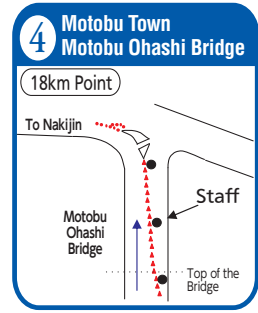 4
Motobu Town
Motobu Ohashi Bridge
18km Point
To Nakijin
Staff
Motobu
Ohashi
Bridge
Top of the
Bridge